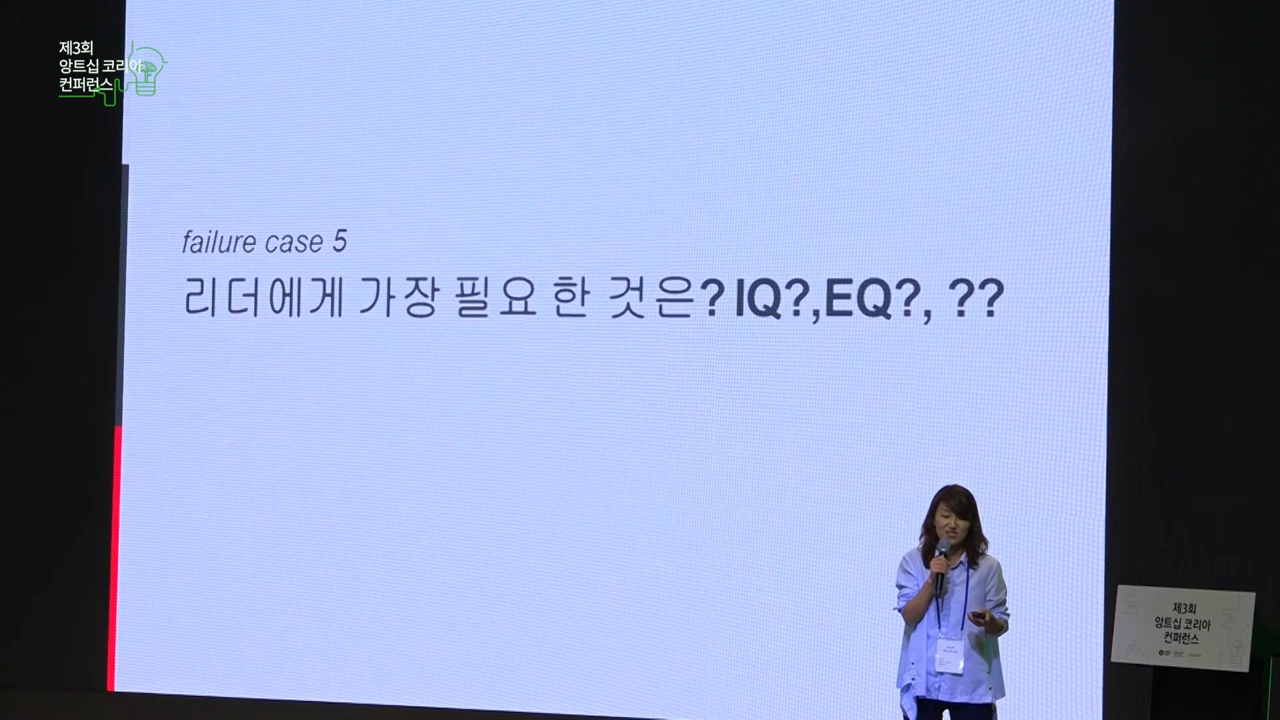 제3회
앙트십 코리아
컨퍼런스
failure case 5
리더에게 가장 필요 한 것은? IQ?,EQ?, ??
제3회
앙트십 코리아
컨퍼런스